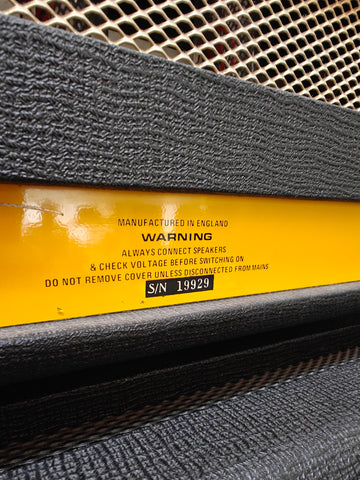 MANUFACTURED IN ENGLAND
WARNING
ALWAYS CONNECT SPEAKERS
& CHECK VOLTAGE BEFORE SWITCHING ON
DO NOT REMOVE COVER UNLESS DISCONNECTED FROM MAINS
S/N 19929